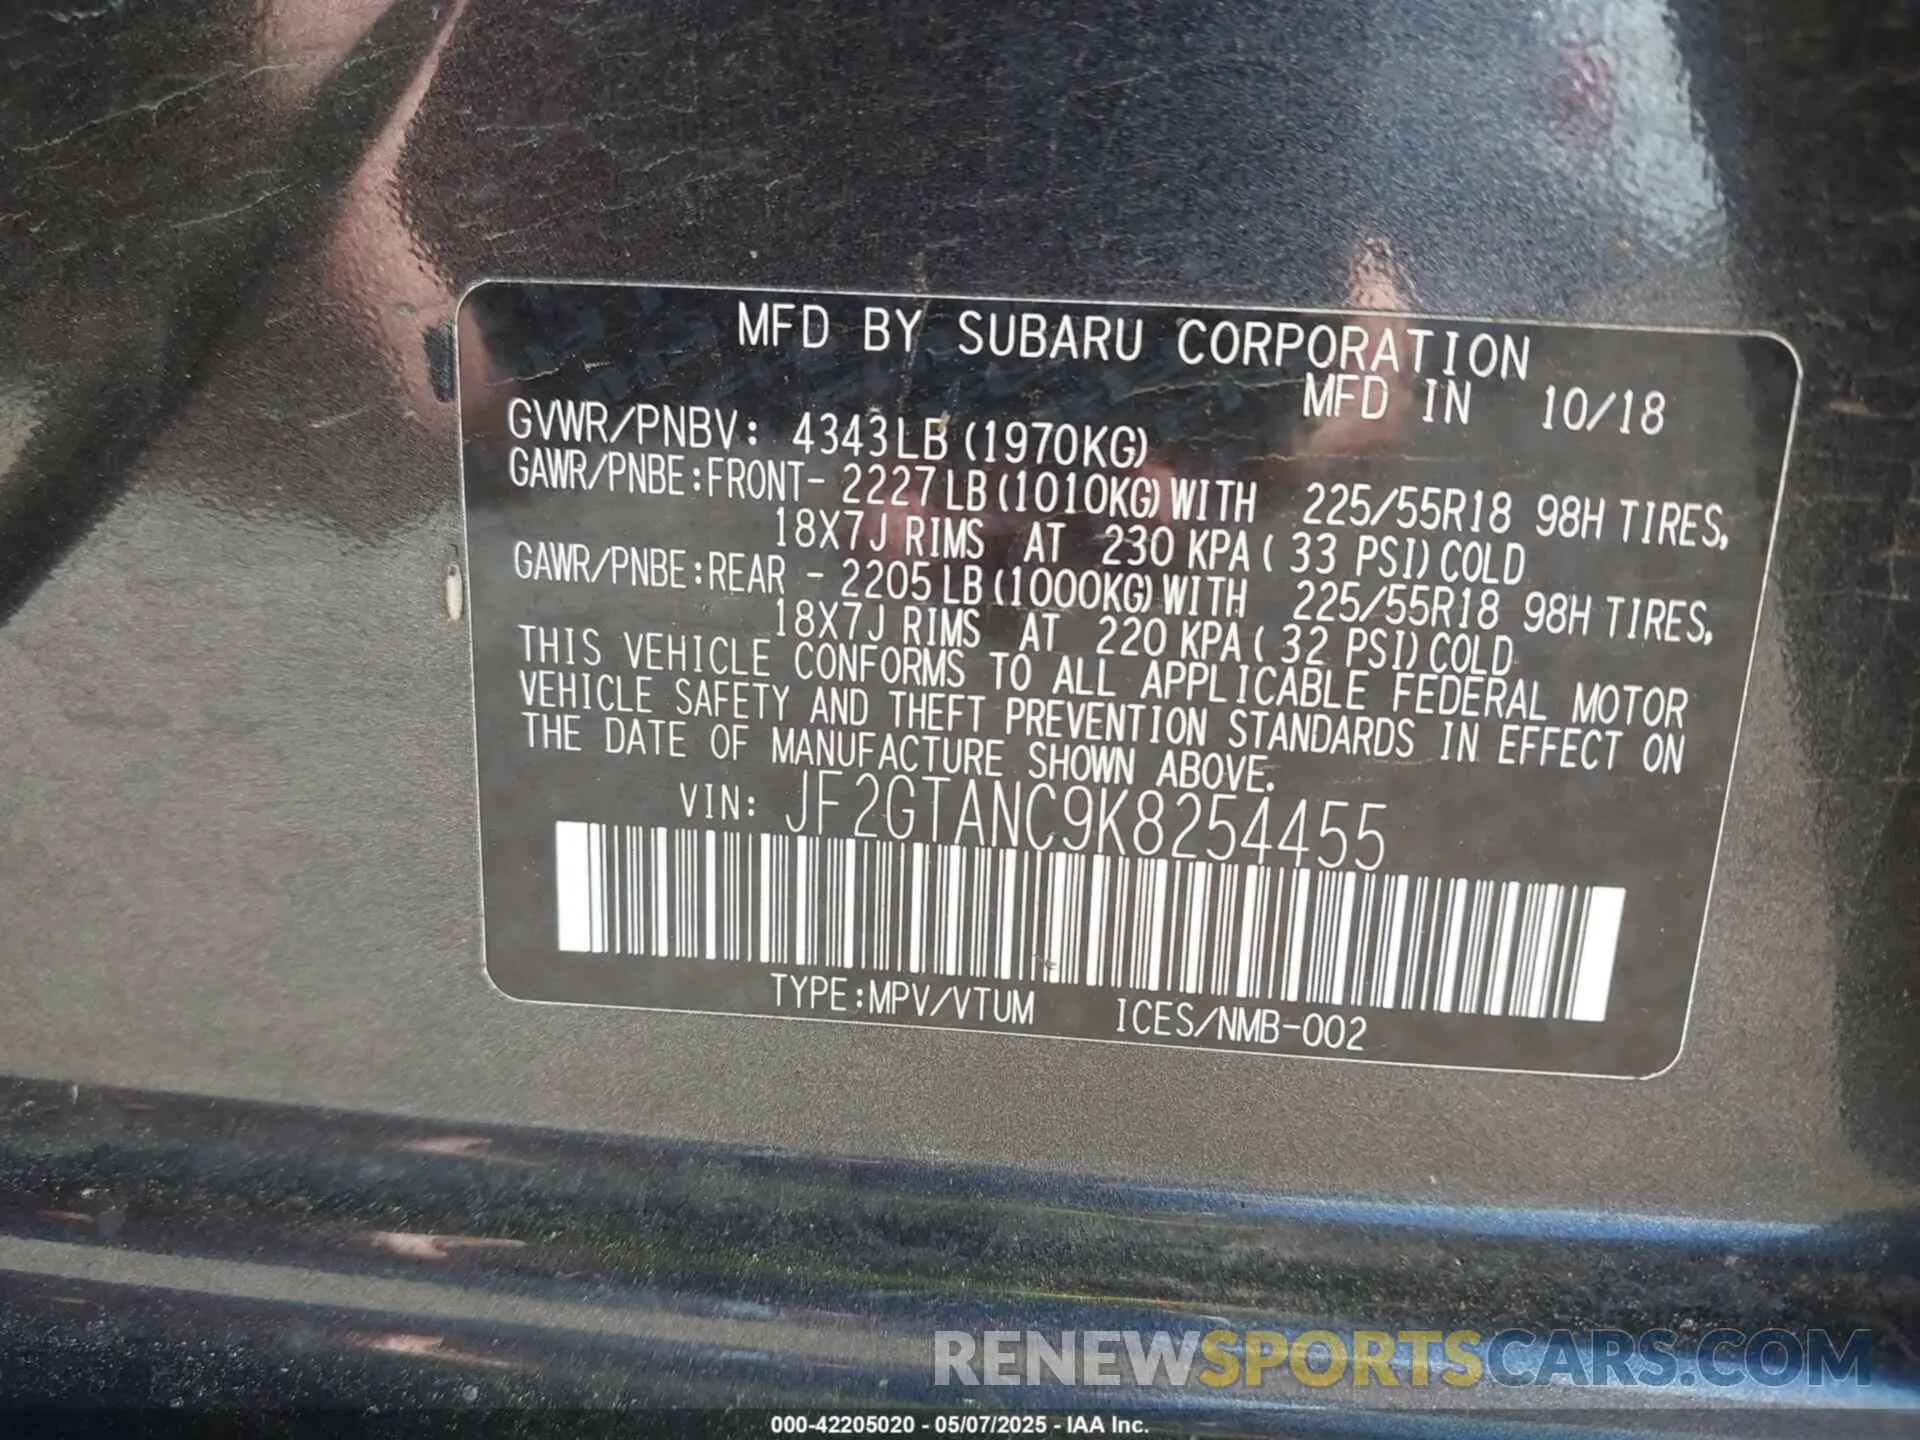 MFD BY SUBARU CORPORATION
MFD IN 10/18
GVWR/PNBV: 4343LB (1970KG)
GAWR/PNBE:FRONT- 2227LB (1010KG) WITH 225/55R18 98H TIRES,
18X7J RIMS AT 230 KPA ( 33 PSI) COLD
GAWR/PNBE:REAR - 2205LB (1000KG) WITH 225/55R18 98H TIRES,
18X7J RIMS AT 220 KPA ( 32 PSI) COLD
THIS VEHICLE CONFORMS TO ALL APPLICABLE FEDERAL MOTOR
VEHICLE SAFETY AND THEFT PREVENTION STANDARDS IN EFFECT ON
THE DATE OF MANUFACTURE SHOWN ABOVE.
VIN: JF2GTANC9K8254455
TYPE:MPV/VTUM ICES/NMB-002
RENEWSPORTSCARS.COM
000-42205020 - 05/07/2025 - IAA Inc.